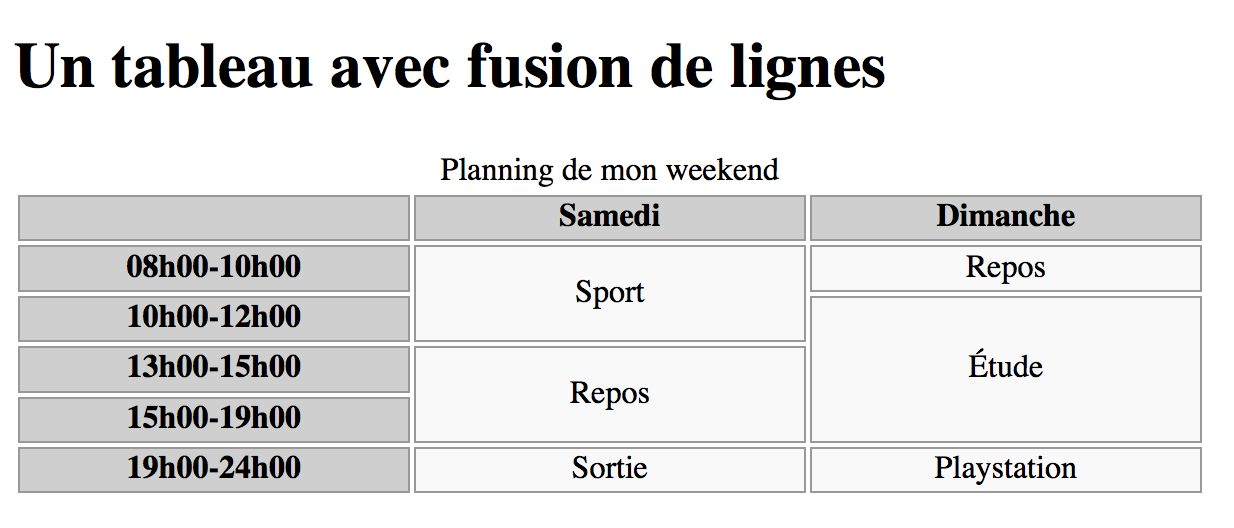 Un tableau avec fusion de lignes
Planning de mon weekend
Samedi Dimanche
08h00-10h00 Sport Repos
10h00-12h00 Étude
13h00-15h00 Repos
15h00-19h00
19h00-24h00 Sortie Playstation